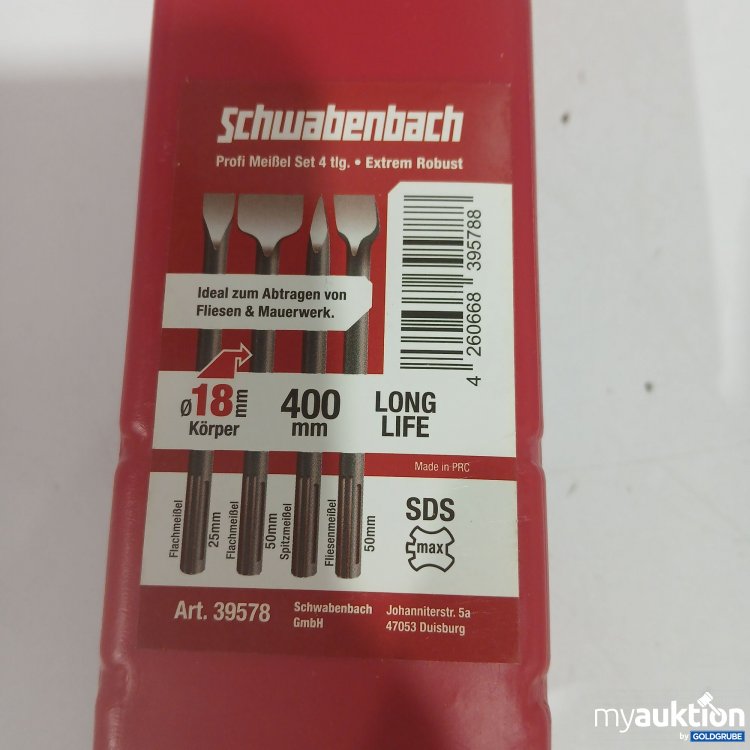 Schwabenbach
Profi Meißel Set 4 tlg. • Extrem Robust
Ideal zum Abtragen von
Fliesen & Mauerwerk.
4 260668 395788
ø18mm
Körper
400
mm
LONG
LIFE
Made in PRC
Flachmeißel
25mm
Flachmeißel
50mm
Spitzmeißel
Fliesenmeißel
50mm
SDS
max
Art. 39578
Schwabenbach
GmbH
Johanniterstr. 5a
47053 Duisburg
myauktion
by GOLDGRUBE